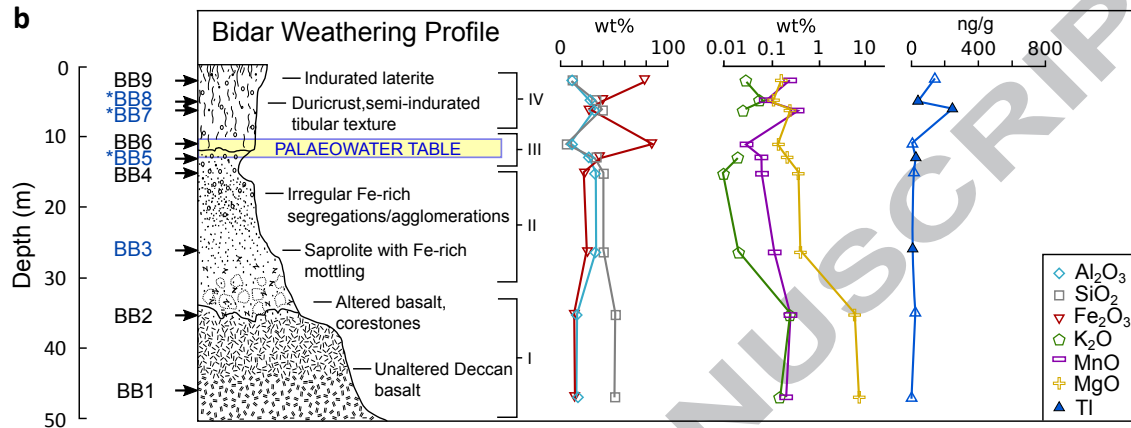 b
Bidar Weathering Profile
wt%
wt%
ng/g
0
100
0.01
0.1
1
10
0
400
800
0
10
20
30
40
50
Depth (m)
BB9
*BB8
*BB7
BB6
*BB5
BB4
BB3
BB2
BB1
Indurated laterite
Duricrust,semi-indurated
tibular texture
PALAEOWATER TABLE
Irregular Fe-rich
segregations/agglomerations
Saprolite with Fe-rich
mottling
Altered basalt,
corestones
Unaltered Deccan
basalt
IV
III
II
I
Al₂O₃
SiO₂
Fe₂O₃
K₂O
MnO
MgO
Tl
NUSCRIP